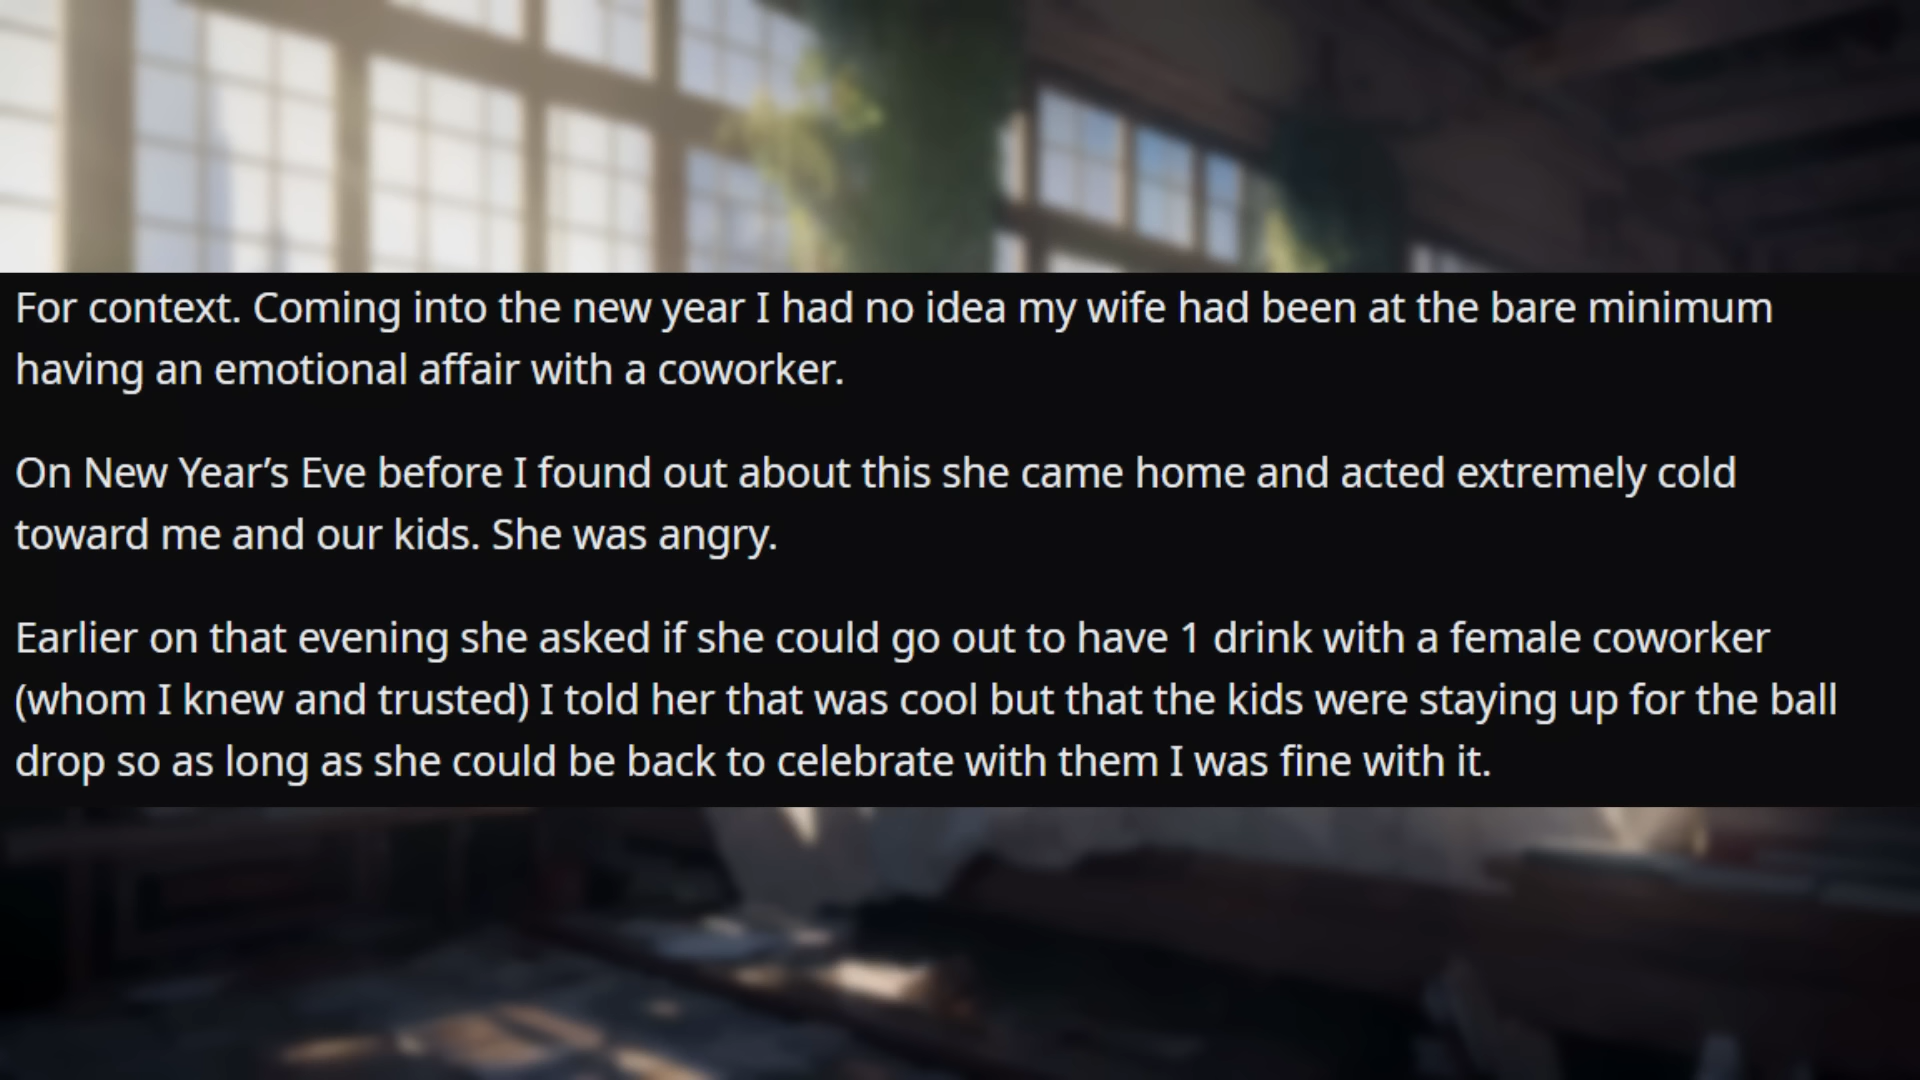 For context. Coming into the new year I had no idea my wife had been at the bare minimum
having an emotional affair with a coworker.
On New Year’s Eve before I found out about this she came home and acted extremely cold
toward me and our kids. She was angry.
Earlier on that evening she asked if she could go out to have 1 drink with a female coworker
(whom I knew and trusted) I told her that was cool but that the kids were staying up for the ball
drop so as long as she could be back to celebrate with them I was fine with it.